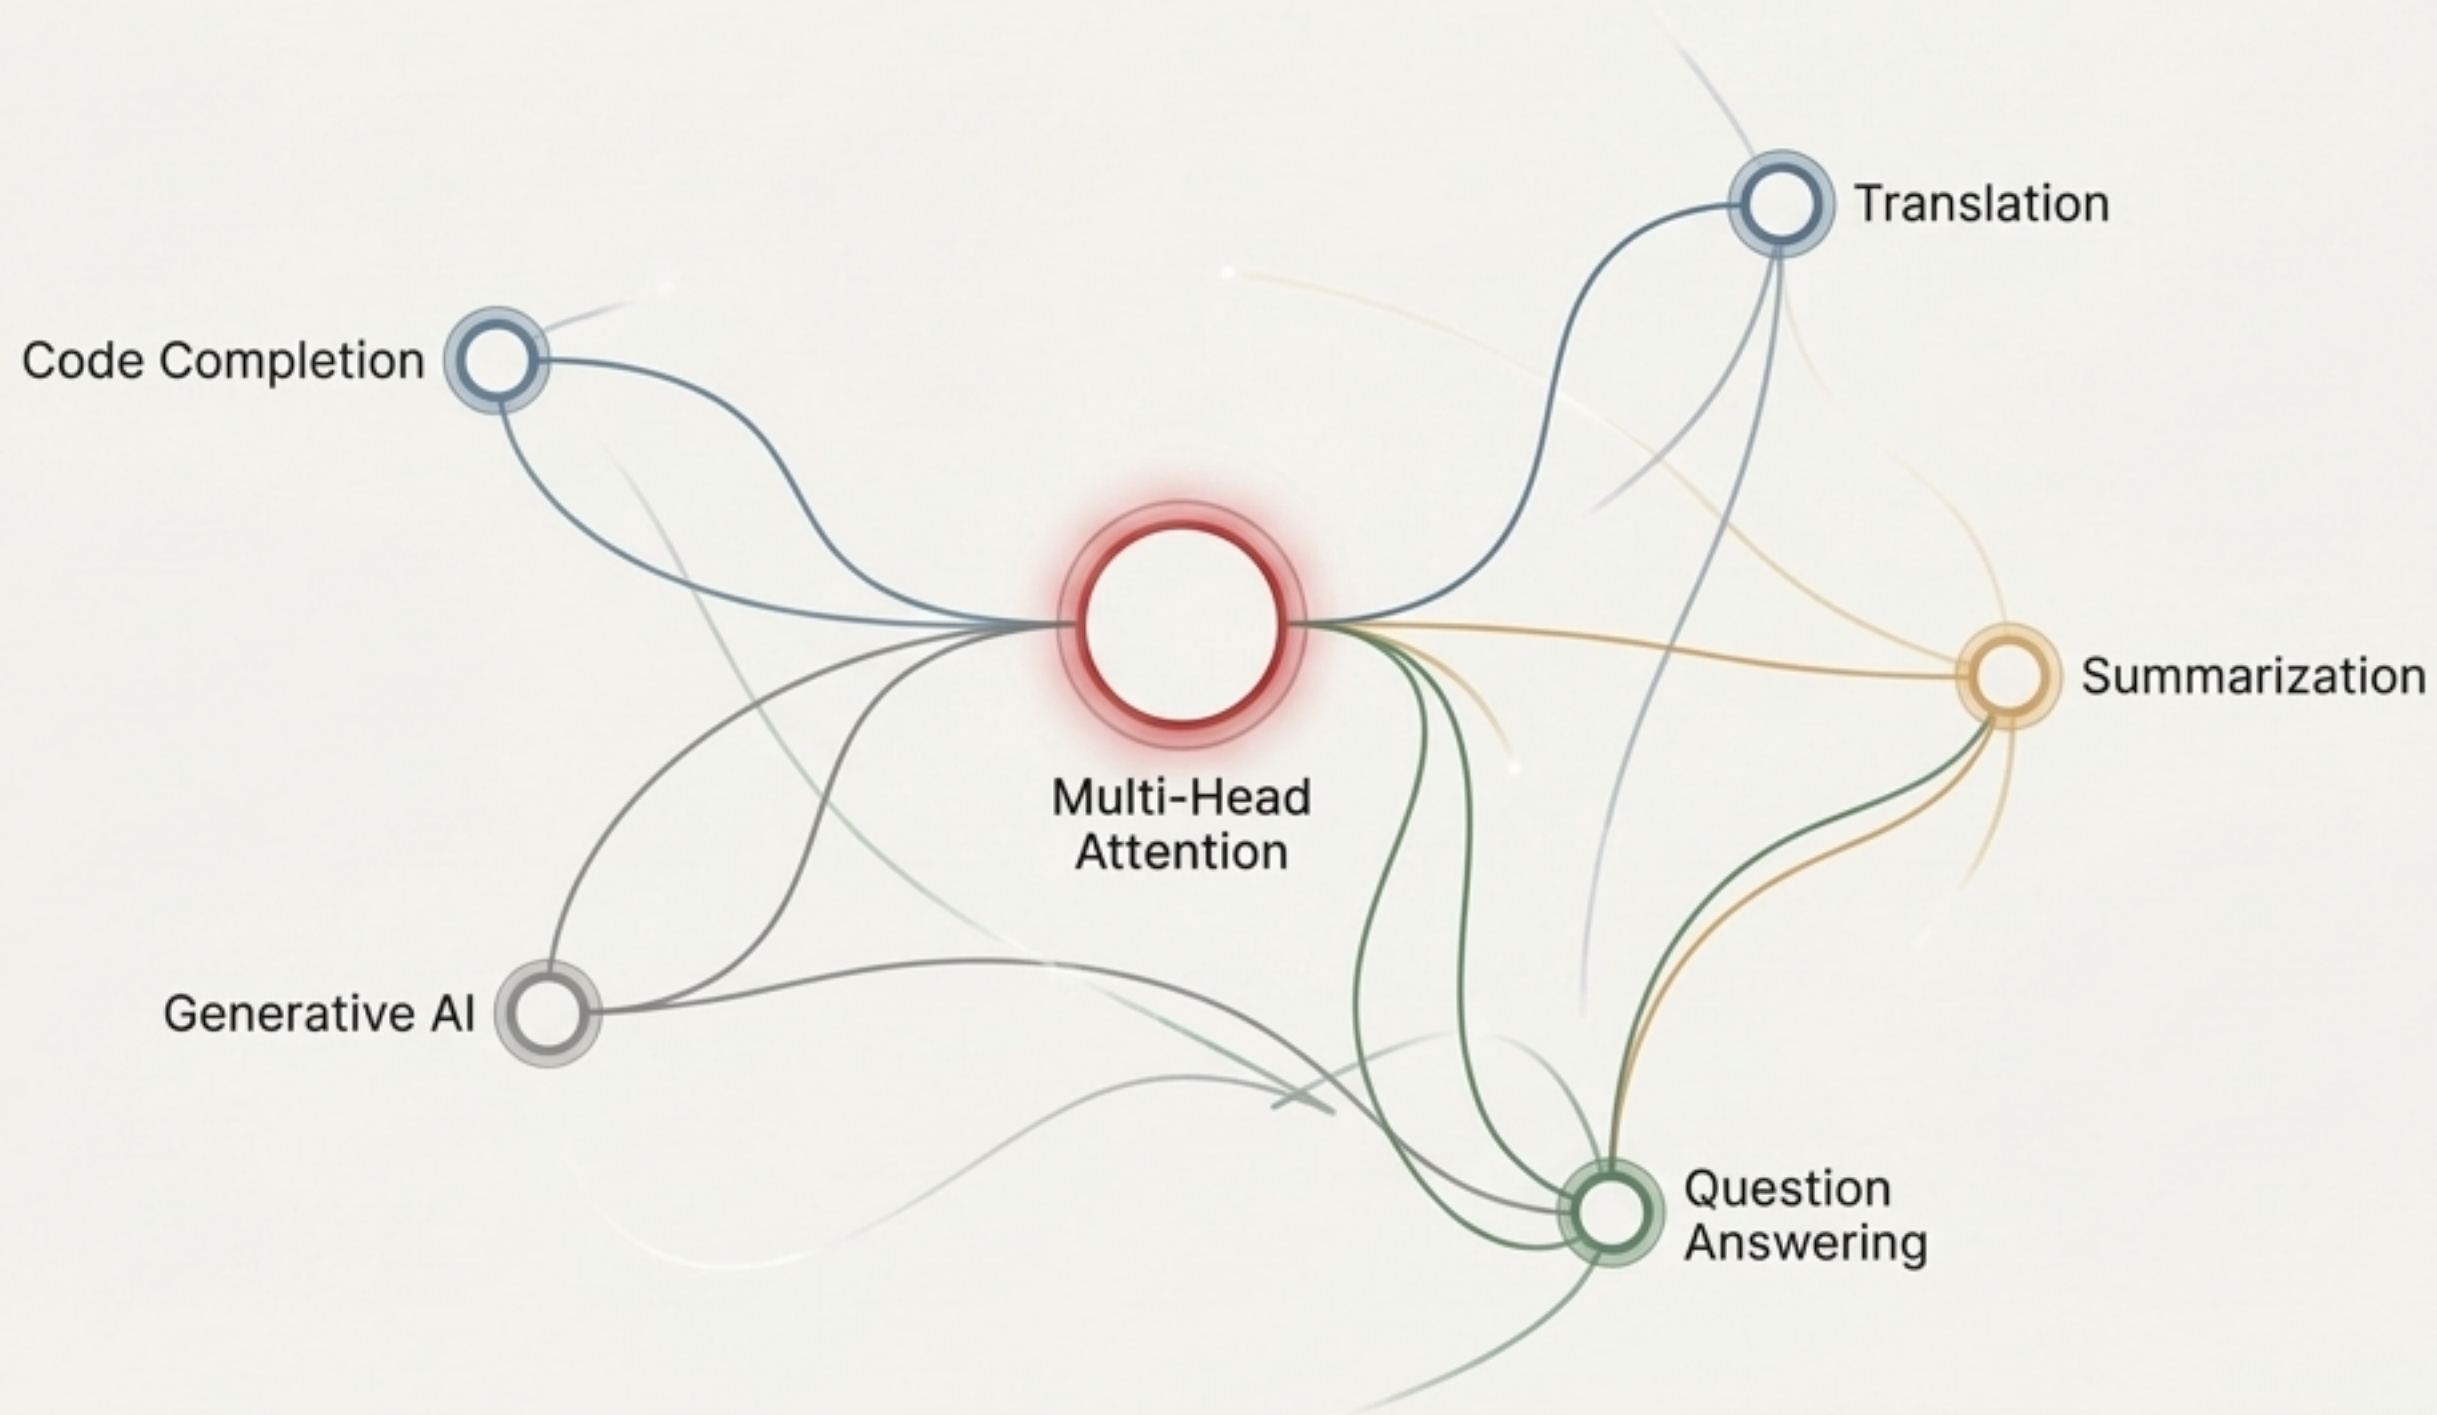 Translation
Code Completion
Summarization
Multi-Head
Attention
Generative AI
Question
Answering